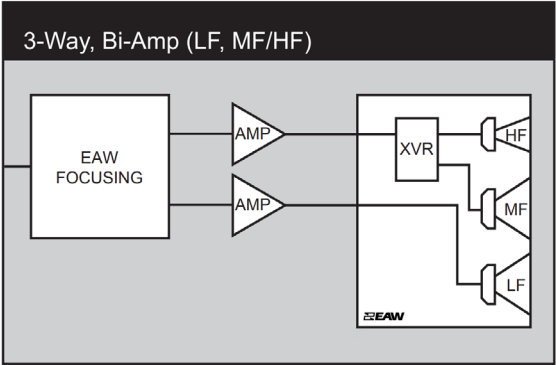 3-Way, Bi-Amp (LF, MF/HF)
EAW
FOCUSING
AMP
AMP
XVR
HF
MF
LF
EAW